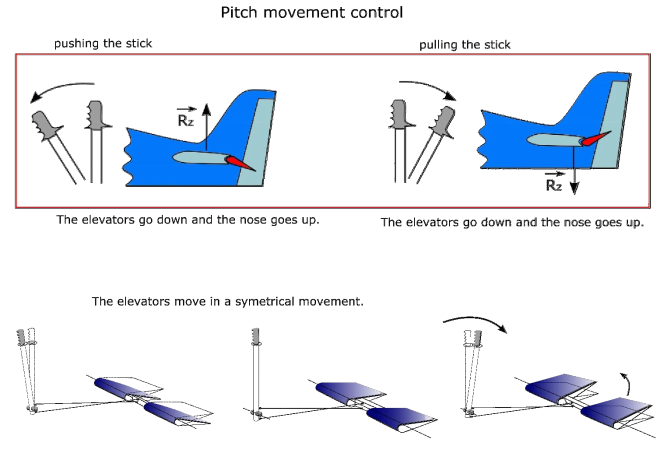 Pitch movement control
pushing the stick
pulling the stick
Rz
Rz
The elevators go down and the nose goes up.
The elevators go down and the nose goes up.
The elevators move in a symetrical movement.